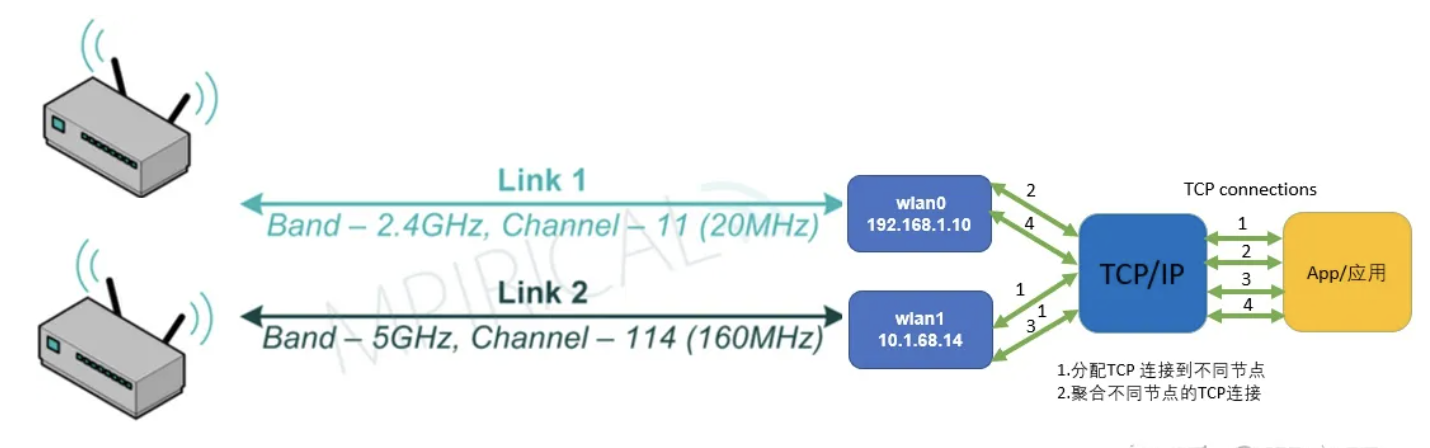 Link 1
Band – 2.4GHz, Channel – 11 (20MHz)
Link 2
Band – 5GHz, Channel – 114 (160MHz)
MPIRICAL
wlan0
192.168.1.10
wlan1
10.1.68.14
2
4
1
1
3
TCP/IP
TCP connections
1
2
3
4
App/应用
1.分配TCP 连接到不同节点
2.聚合不同节点的TCP连接